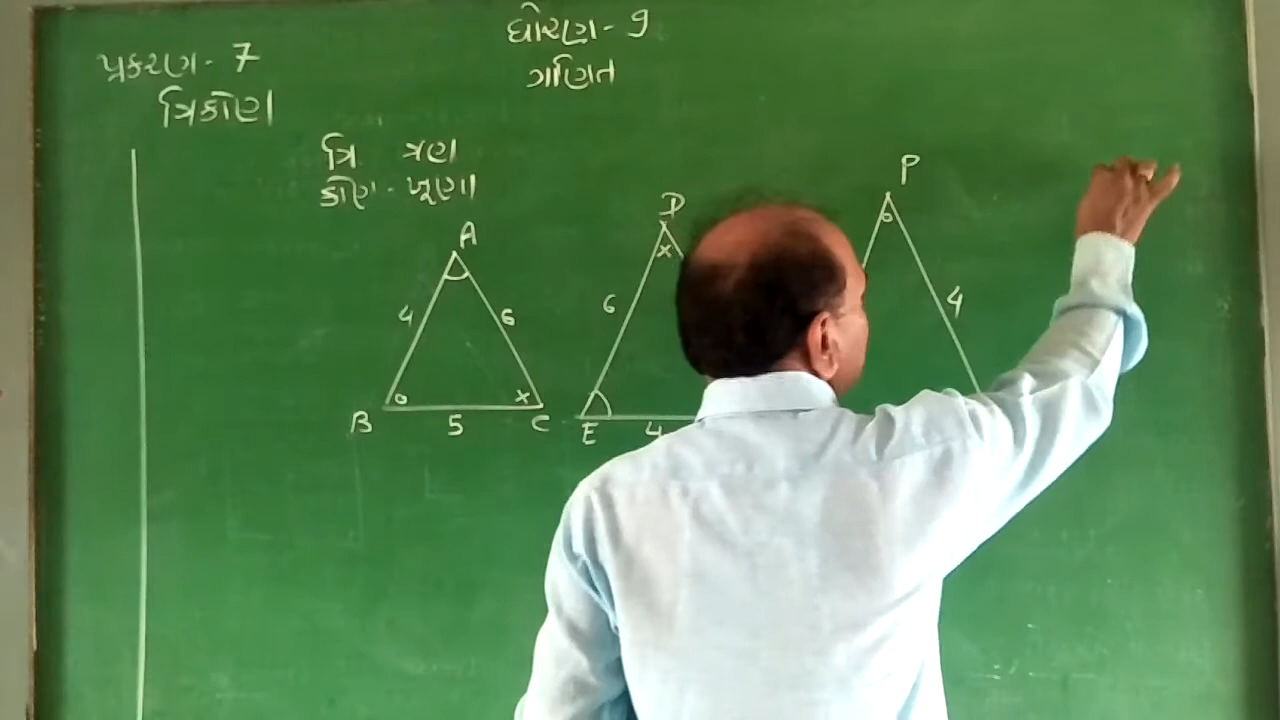 ધોરણ - 9
ગણિત
પ્રકરણ - 7
ત્રિકોણ
ત્રિ ત્રણ
કોણ - ખૂણા
A
4 6
B 5 C
D
x
6
E 4
P
4
x